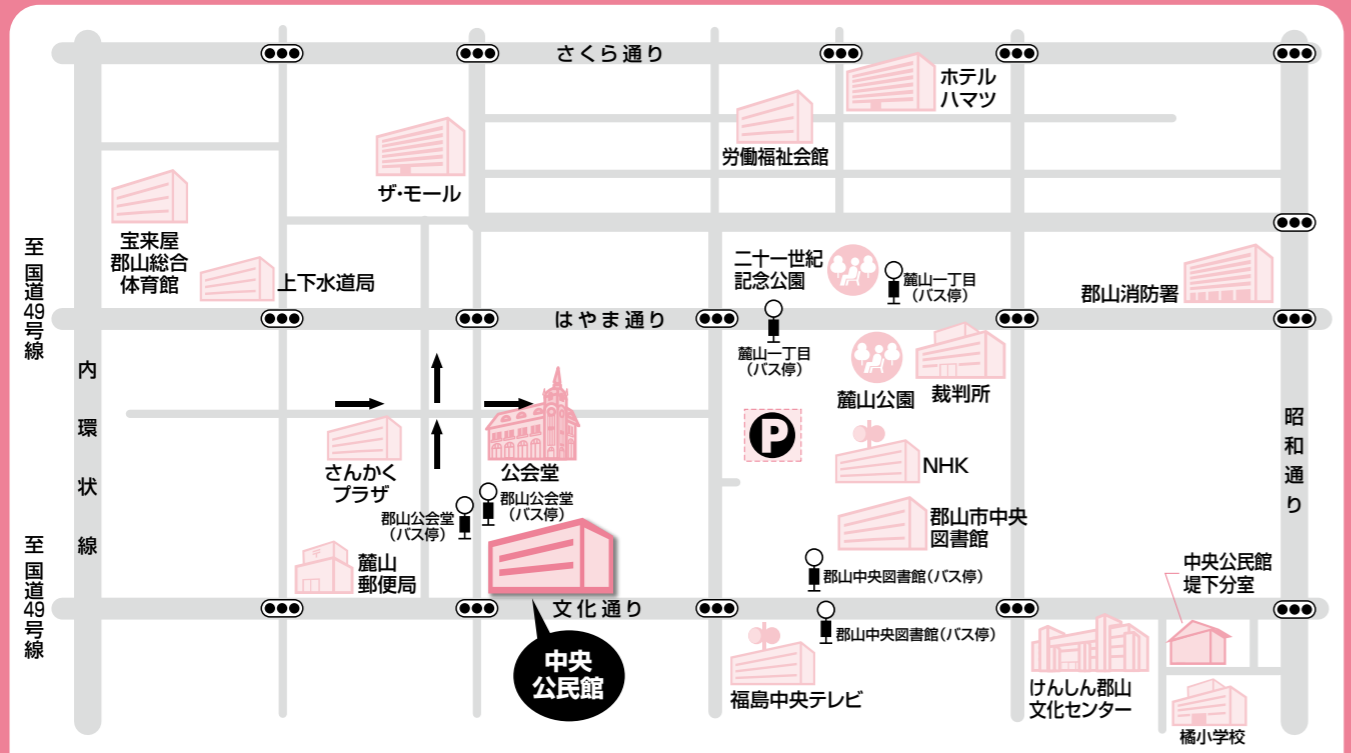 さくら通り
ホテル
ハマツ
労働福祉会館
ザ・モール
宝来屋
郡山総合
体育館
上下水道局
二十一世紀
記念公園
麓山一丁目
（バス停）
郡山消防署
至 国道49号線
はやま通り
麓山一丁目
（バス停）
麓山公園
裁判所
内環状線
昭和通り
P
さんかく
プラザ
公会堂
NHK
郡山公会堂
（バス停）
郡山公会堂
（バス停）
郡山市中央
図書館
至 国道49号線
〒
麓山
郵便局
郡山中央図書館（バス停）
中央公民館
堤下分室
文化通り
郡山中央図書館（バス停）
中央
公民館
福島中央テレビ
けんしん郡山
文化センター
橘小学校